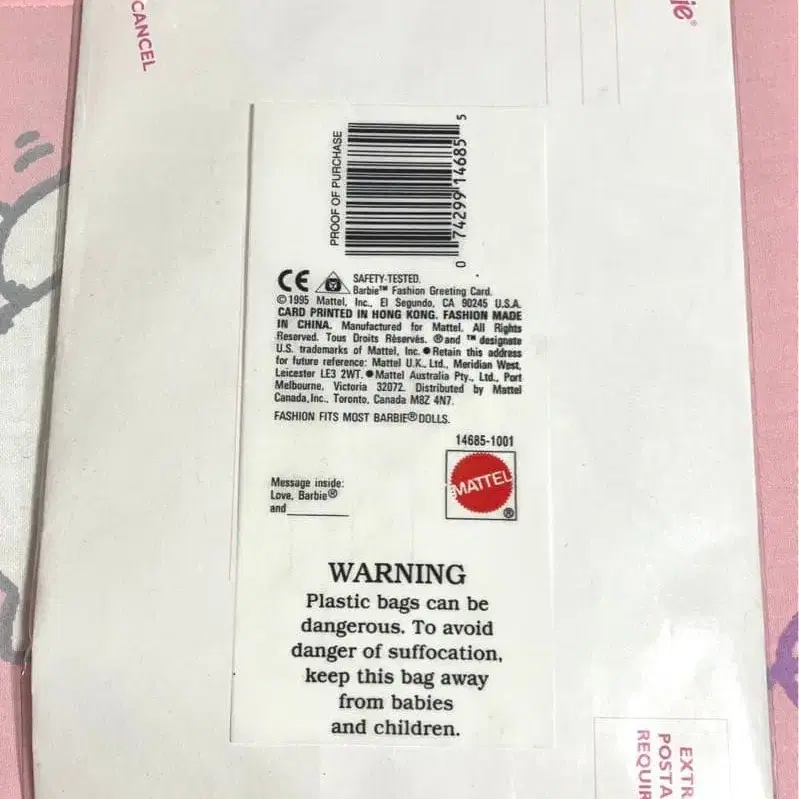 CANCEL
ie®
PROOF OF PURCHASE
0 74299 14685 5
CE
SAFETY-TESTED.
Barbie™ Fashion Greeting Card.
©1995 Mattel, Inc., El Segundo, CA 90245 U.S.A.
CARD PRINTED IN HONG KONG. FASHION MADE
IN CHINA. Manufactured for Mattel. All Rights
Reserved. Tous Droits Réservés. ® and ™ designate
U.S. trademarks of Mattel, Inc. ● Retain this address
for future reference: Mattel U.K., Ltd., Meridian West,
Leicester LE3 2WT. ● Mattel Australia Pty., Ltd., Port
Melbourne, Victoria 32072. Distributed by Mattel
Canada, Inc., Toronto, Canada M8Z 4N7.
FASHION FITS MOST BARBIE® DOLLS.
14685-1001
MATTEL
®
Message inside:
Love, Barbie®
and
WARNING
Plastic bags can be
dangerous. To avoid
danger of suffocation,
keep this bag away
from babies
and children.
EXTR
POSTA
REQUIR